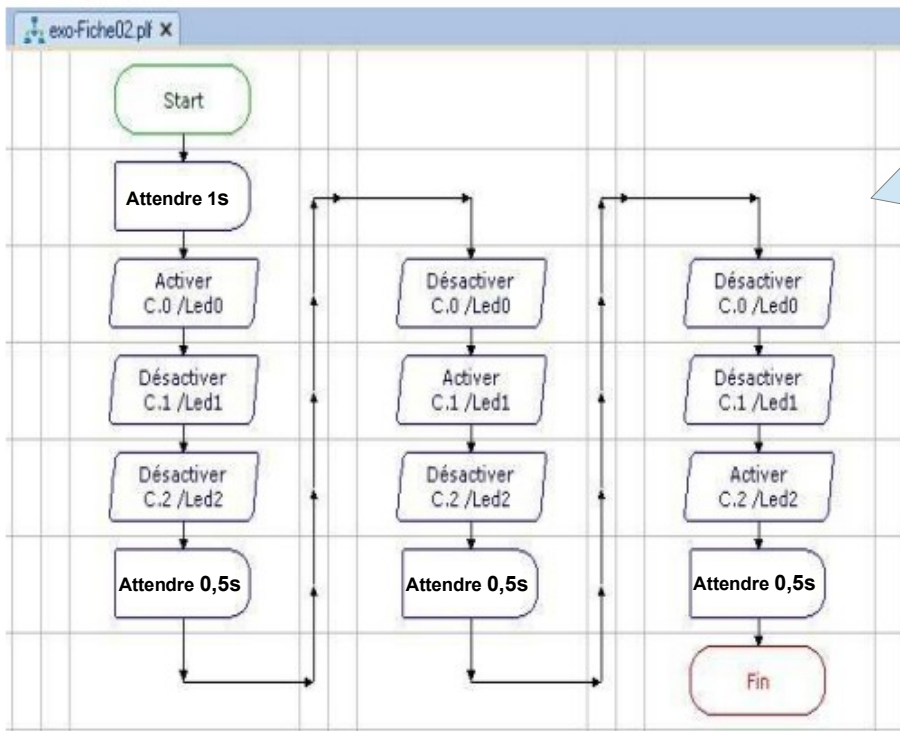 exo-Fiche02.plf X
Start
Attendre 1s
Activer
C.0 /Led0
Désactiver
C.1 /Led1
Désactiver
C.2 /Led2
Attendre 0,5s
Désactiver
C.0 /Led0
Activer
C.1 /Led1
Désactiver
C.2 /Led2
Attendre 0,5s
Désactiver
C.0 /Led0
Désactiver
C.1 /Led1
Activer
C.2 /Led2
Attendre 0,5s
Fin